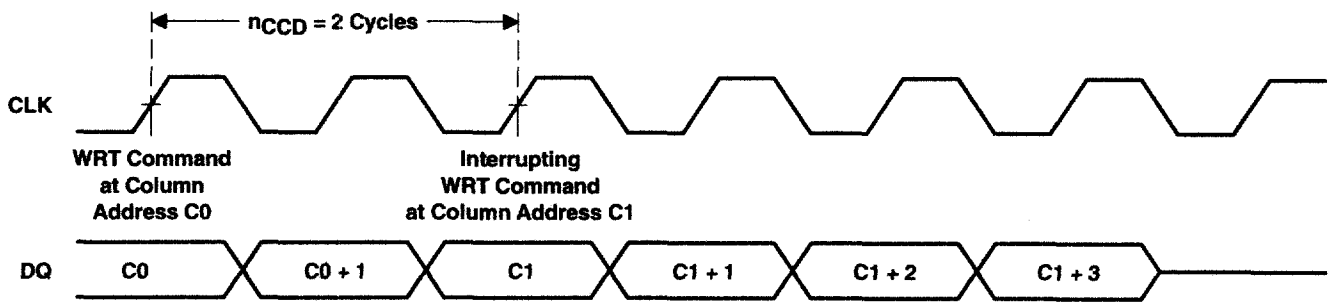 nCCD = 2 Cycles
CLK
WRT Command
at Column
Address C0
Interrupting
WRT Command
at Column Address C1
DQ
C0
C0 + 1
C1
C1 + 1
C1 + 2
C1 + 3